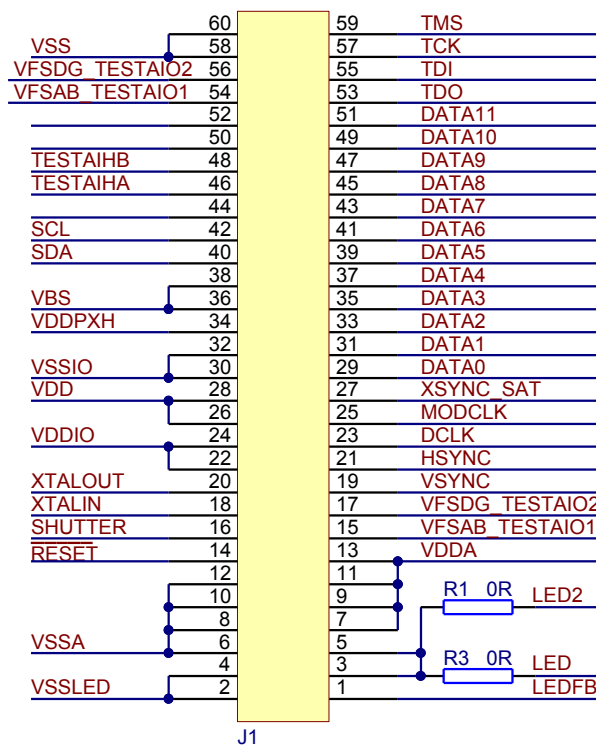 60 59 TMS
VSS 58 57 TCK
VFSDG_TESTAIO2 56 55 TDI
VFSAB_TESTAIO1 54 53 TDO
52 51 DATA11
50 49 DATA10
TESTAIHB 48 47 DATA9
TESTAIHA 46 45 DATA8
44 43 DATA7
SCL 42 41 DATA6
SDA 40 39 DATA5
38 37 DATA4
VBS 36 35 DATA3
VDDPXH 34 33 DATA2
32 31 DATA1
VSSIO 30 29 DATA0
VDD 28 27 XSYNC_SAT
26 25 MODCLK
VDDIO 24 23 DCLK
22 21 HSYNC
XTALOUT 20 19 VSYNC
XTALIN 18 17 VFSDG_TESTAIO2
SHUTTER 16 15 VFSAB_TESTAIO1
RESET 14 13 VDDA
12 11
10 9 R1 0R LED2
8 7
VSSA 6 5
4 3 R3 0R LED
VSSLED 2 1 LEDFB
J1